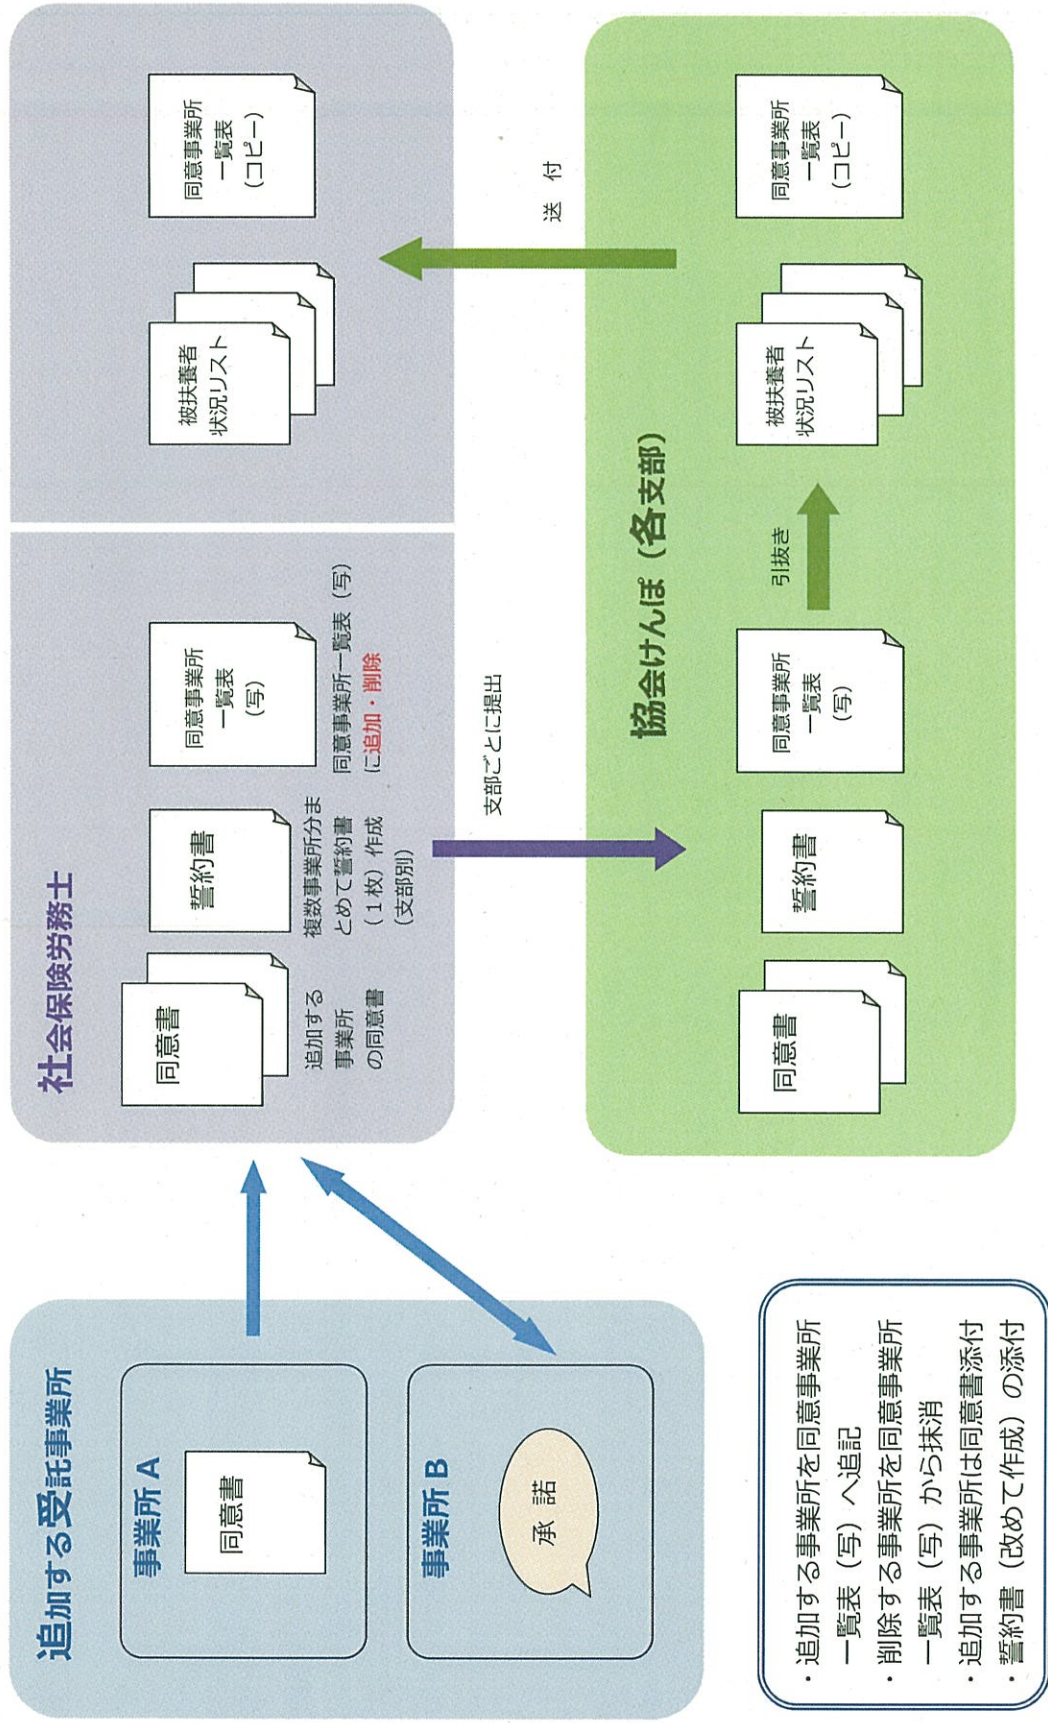 追加する受託事業所
事業所 A
同意書
事業所 B
承 諾
社会保険労務士
同意書
追加する
事業所
の同意書
誓約書
複数事業所分ま
とめて誓約書
(1枚)作成
(支部別)
同意事業所
一覧表
(写)
同意事業所一覧表(写)
に追加・削除
被扶養者
状況リスト
同意事業所
一覧表
(コピー)
支部ごとに提出
送 付
協会けんぽ(各支部)
同意書
誓約書
同意事業所
一覧表
(写)
引抜き
被扶養者
状況リスト
同意事業所
一覧表
(コピー)
・追加する事業所を同意事業所
一覧表(写)へ追記
・削除する事業所を同意事業所
一覧表(写)から抹消
・追加する事業所は同意書添付
・誓約書(改めて作成)の添付